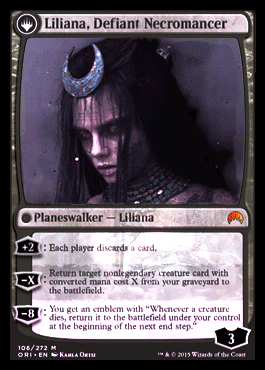 Liliana, Defiant Necromancer
Planeswalker — Liliana
+2 : Each player discards a card.
-X : Return target nonlegendary creature card with
converted mana cost X from your graveyard to
the battlefield.
-8 : You get an emblem with “Whenever a creature
dies, return it to the battlefield under your control
at the beginning of the next end step.”
3
106/272 M
ORI • EN Karla Ortiz
™ & © 2015 Wizards of the Coast